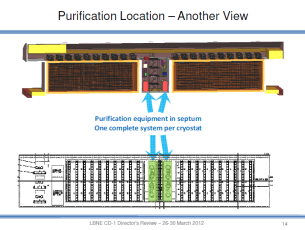 Purification Location – Another View
Purification equipment in septum
One complete system per cryostat
LBNE CD-1 Director's Review – 26-30 March 2012
14